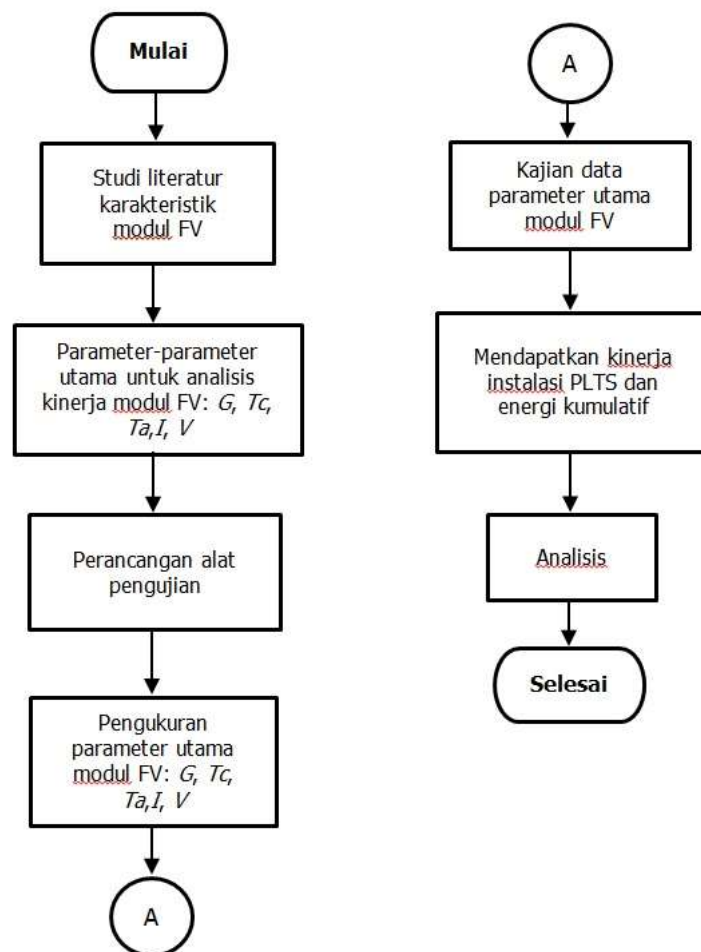 Mulai
Studi literatur
karakteristik
modul FV
Parameter-parameter
utama untuk analisis
kinerja modul FV: G, Tc,
Ta,I, V
Perancangan alat
pengujian
Pengukuran
parameter utama
modul FV: G, Tc,
Ta,I, V
A
A
Kajian data
parameter utama
modul FV
Mendapatkan kinerja
instalasi PLTS dan
energi kumulatif
Analisis
Selesai